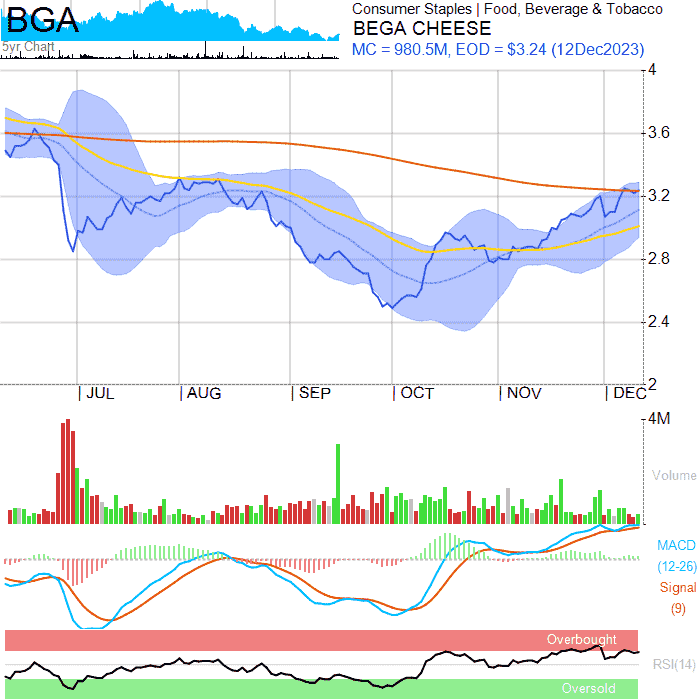 BGA
5yr Chart
Consumer Staples | Food, Beverage & Tobacco
BEGA CHEESE
MC = 980.5M, EOD = $3.24 (12Dec2023)
4
3.6
3.2
2.8
2.4
2
| JUL | AUG | SEP | OCT | NOV | DEC
4M
Volume
MACD
(12-26)
Signal
(9)
Overbought
RSI(14)
Oversold